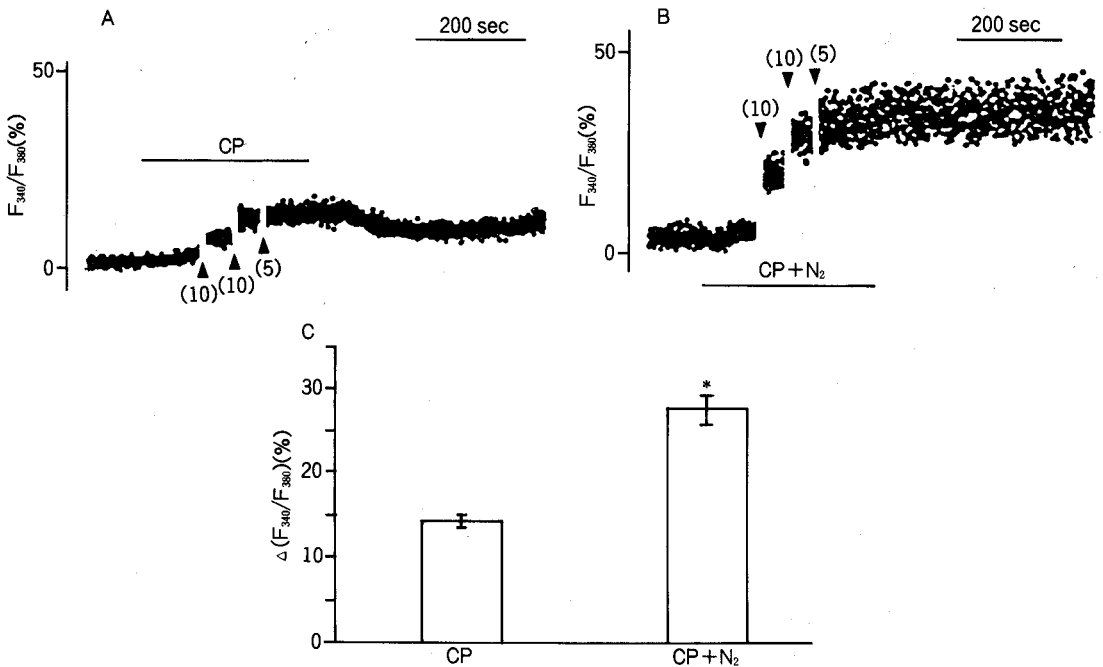 A
200 sec
50
CP
F₃₄₀/F₃₈₀(%)
0
(10) (10) (5)
B
200 sec
50
(10) (5)
(10)
F₃₄₀/F₃₈₀(%)
0
CP+N₂
C
30
20
10
0
Δ(F₃₄₀/F₃₈₀)(%)
*
CP
CP+N₂